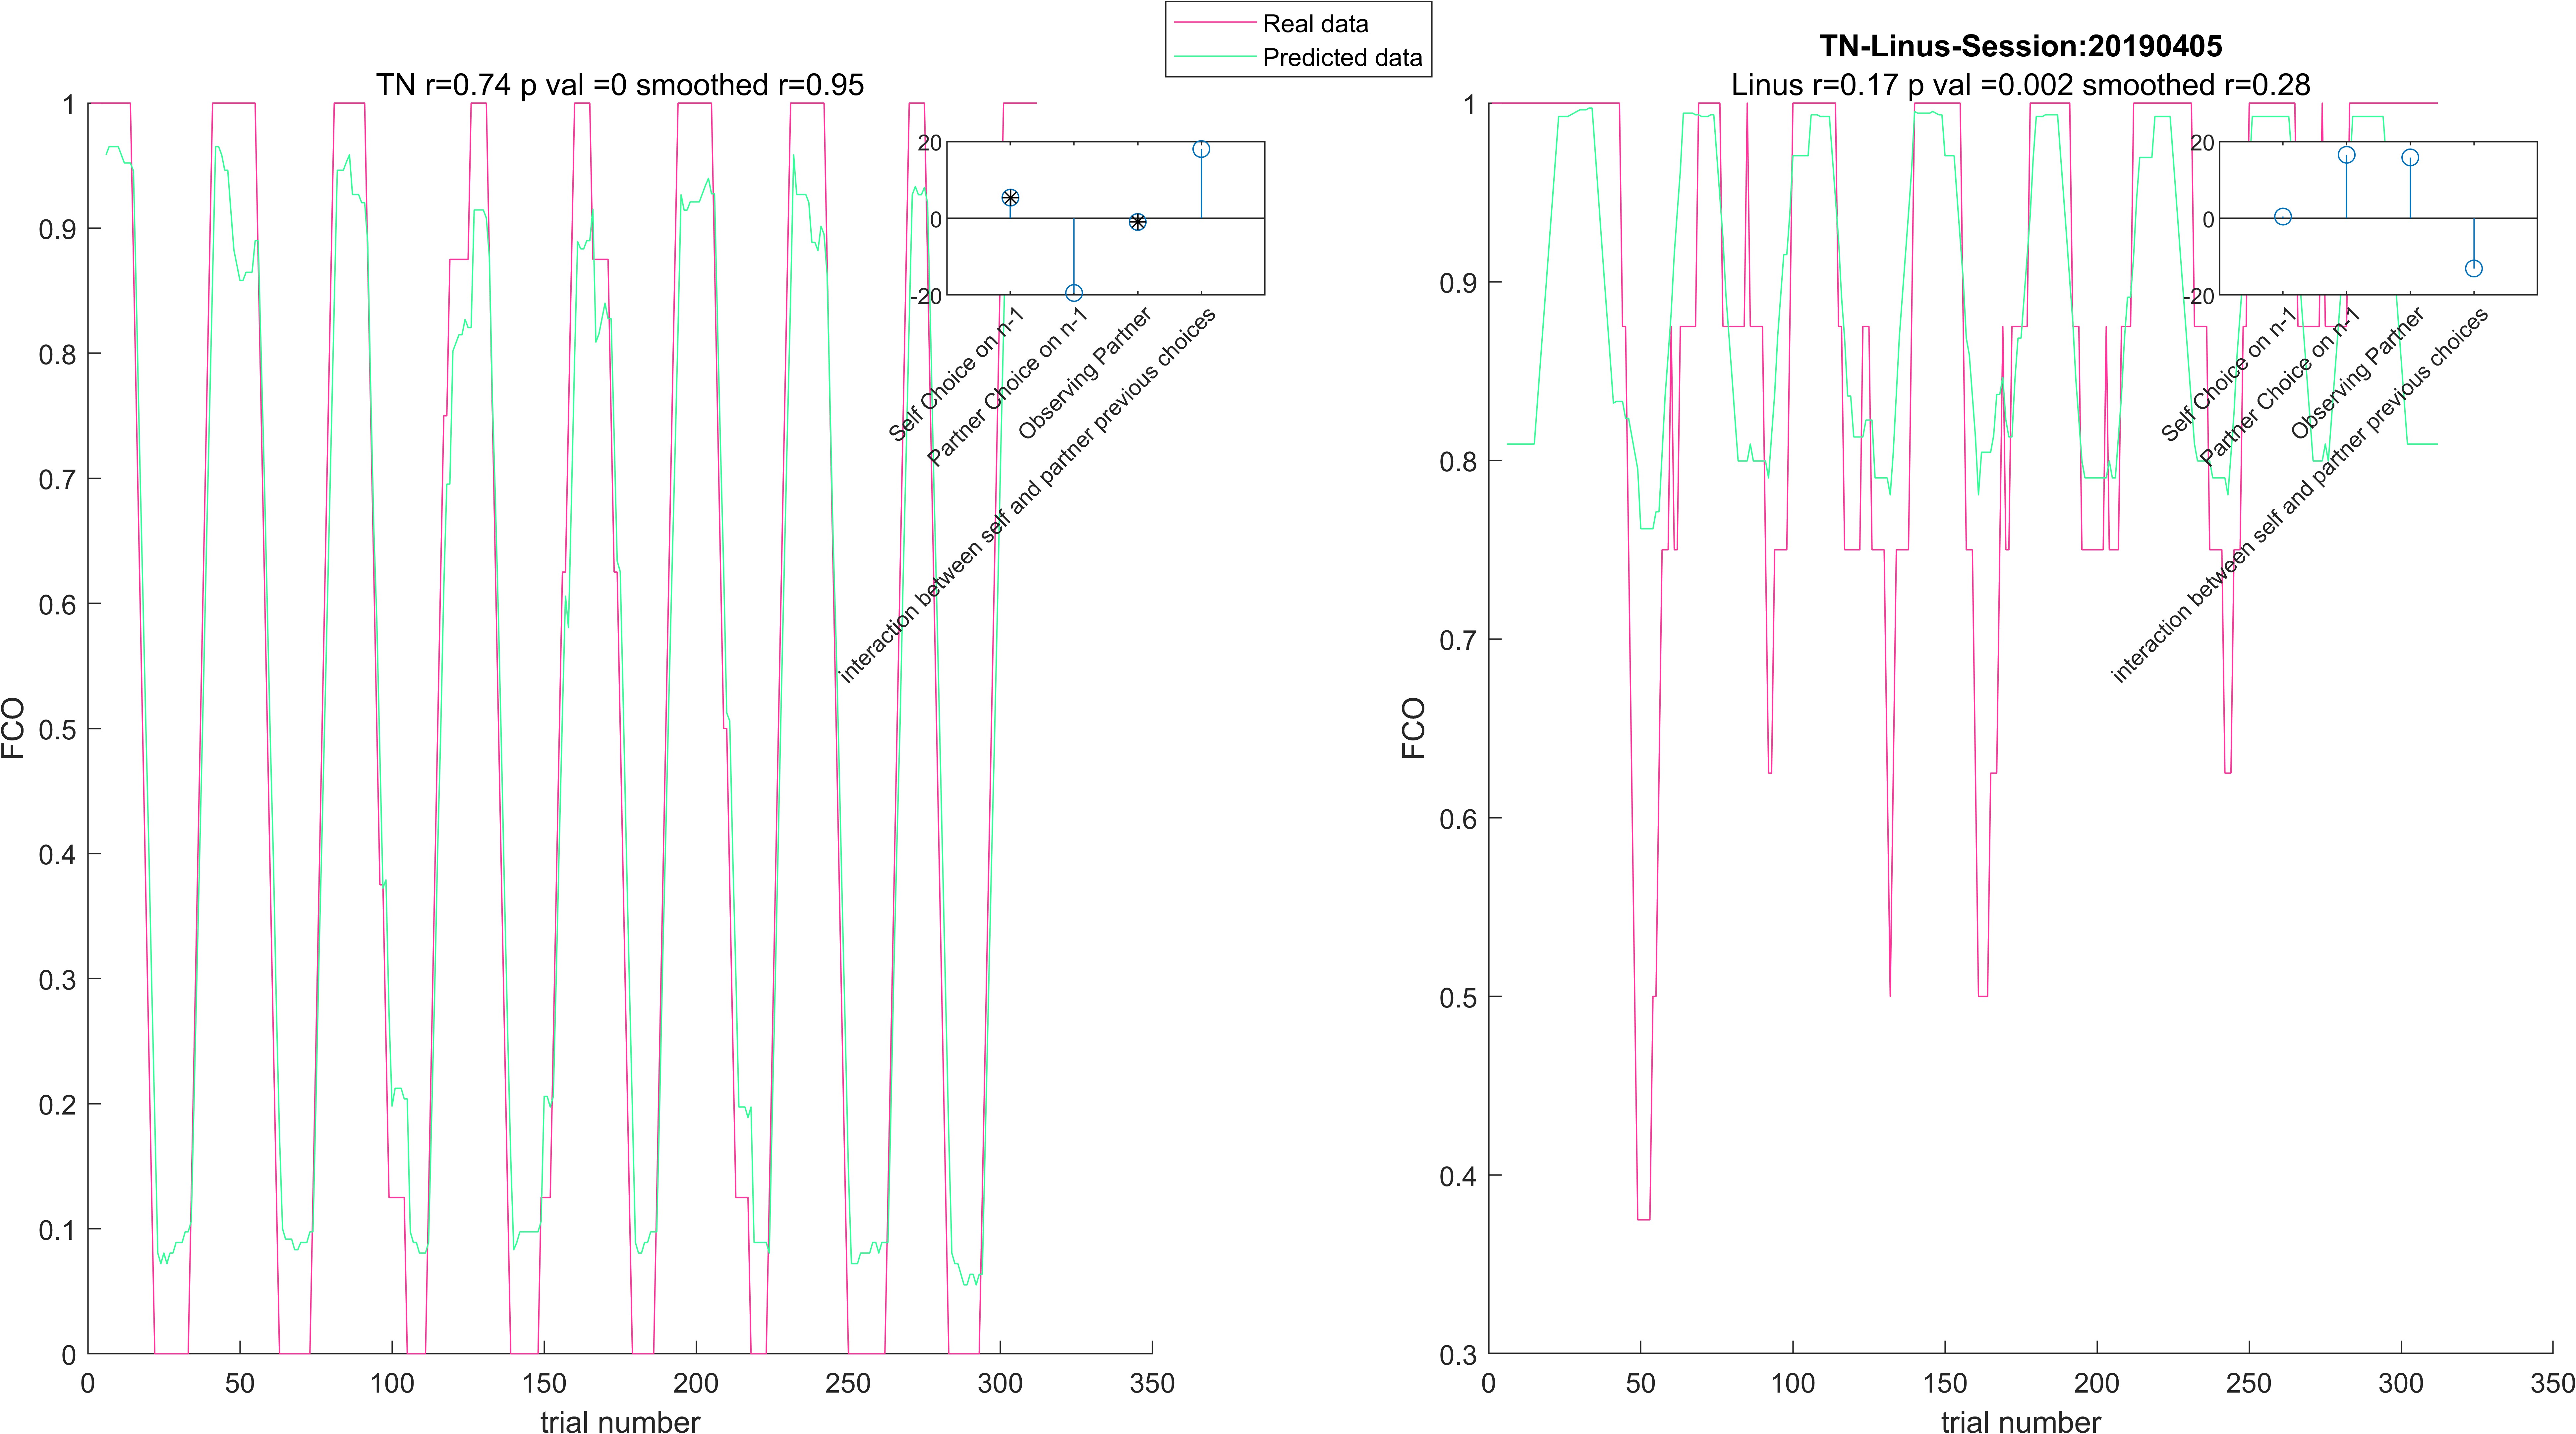 Real data
Predicted data
TN r=0.74 p val =0 smoothed r=0.95
1
0.9
0.8
0.7
0.6
0.5
0.4
0.3
0.2
0.1
0
FCO
0
50
100
150
200
250
300
350
trial number
20
0
-20
Self Choice on n-1
Partner Choice on n-1
Observing Partner
interaction between self and partner previous choices
TN-Linus-Session:20190405
Linus r=0.17 p val =0.002 smoothed r=0.28
1
0.9
0.8
0.7
0.6
0.5
0.4
0.3
FCO
0
50
100
150
200
250
300
350
trial number
20
0
-20
Self Choice on n-1
Partner Choice on n-1
Observing Partner
interaction between self and partner previous choices